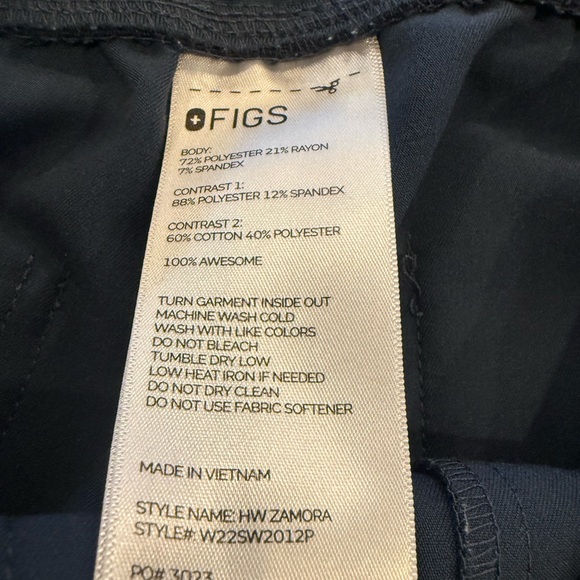 FIGS
BODY:
72% POLYESTER 21% RAYON
7% SPANDEX
CONTRAST 1:
88% POLYESTER 12% SPANDEX
CONTRAST 2:
60% COTTON 40% POLYESTER
100% AWESOME
TURN GARMENT INSIDE OUT
MACHINE WASH COLD
WASH WITH LIKE COLORS
DO NOT BLEACH
TUMBLE DRY LOW
LOW HEAT IRON IF NEEDED
DO NOT DRY CLEAN
DO NOT USE FABRIC SOFTENER
MADE IN VIETNAM
STYLE NAME: HW ZAMORA
STYLE# W22SW2012P
PO# 3023